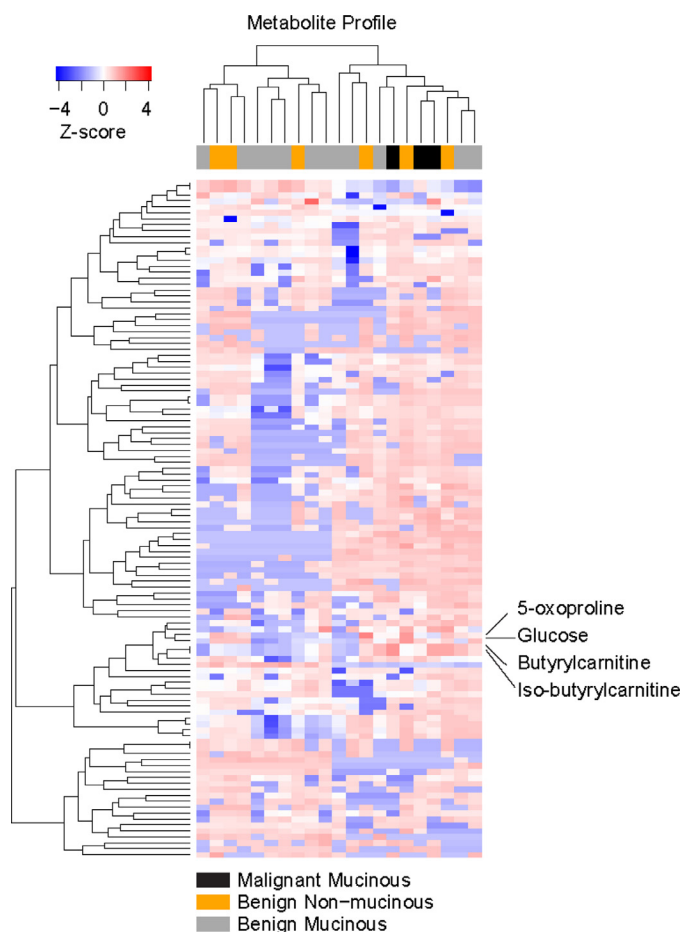 Metabolite Profile
−4 0 4
Z-score
5-oxoproline
Glucose
Butyrylcarnitine
Iso-butyrylcarnitine
Malignant Mucinous
Benign Non-mucinous
Benign Mucinous